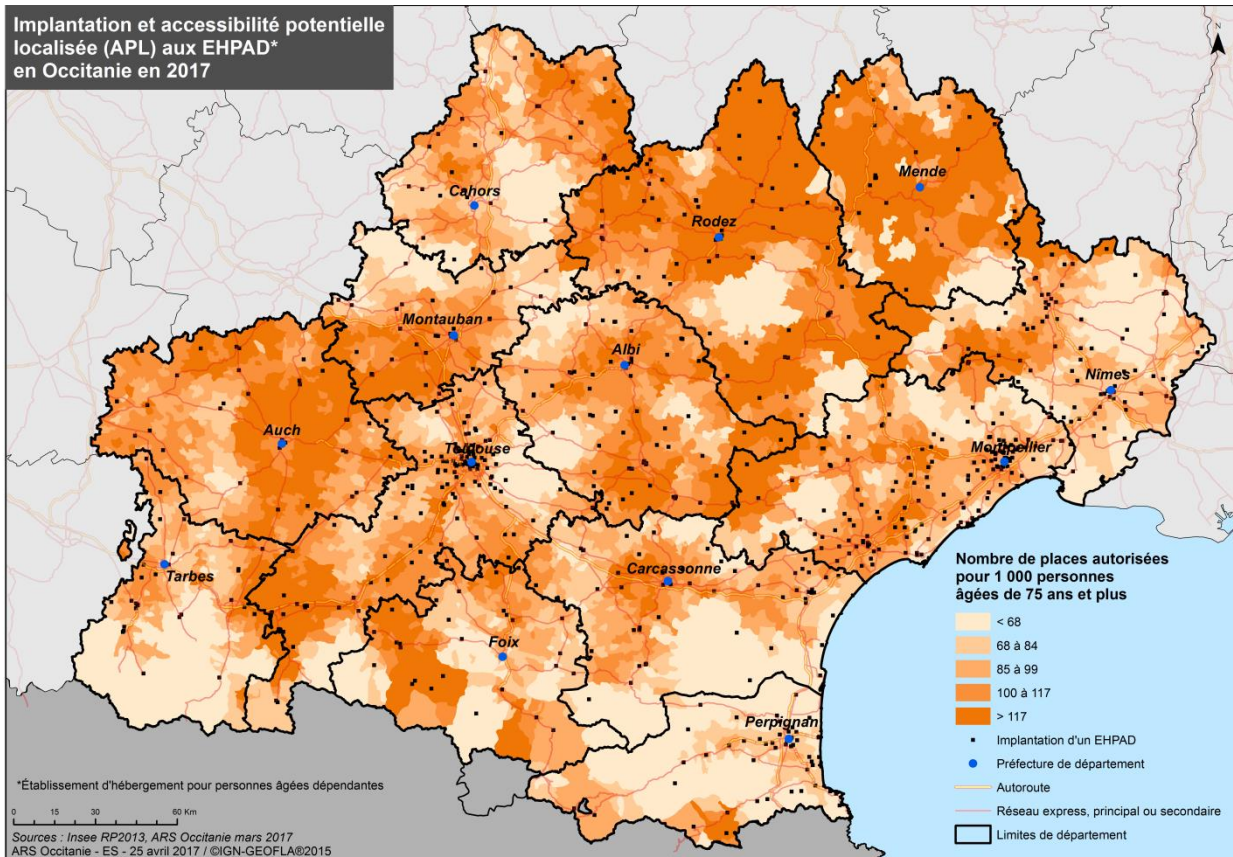 Implantation et accessibilité potentielle
localisée (APL) aux EHPAD*
en Occitanie en 2017
N
Mende
Cahors
Rodez
Montauban
Albi
Nîmes
Auch
Toulouse
Montpellier
Tarbes
Carcassonne
Foix
Perpignan
Nombre de places autorisées
pour 1 000 personnes
âgées de 75 ans et plus
< 68
68 à 84
85 à 99
100 à 117
> 117
Implantation d'un EHPAD
Préfecture de département
Autoroute
Réseau express, principal ou secondaire
Limites de département
*Établissement d'hébergement pour personnes âgées dépendantes
0 15 30 60 Km
Sources : Insee RP2013, ARS Occitanie mars 2017
ARS Occitanie - ES - 25 avril 2017 / ©IGN-GEOFLA®2015